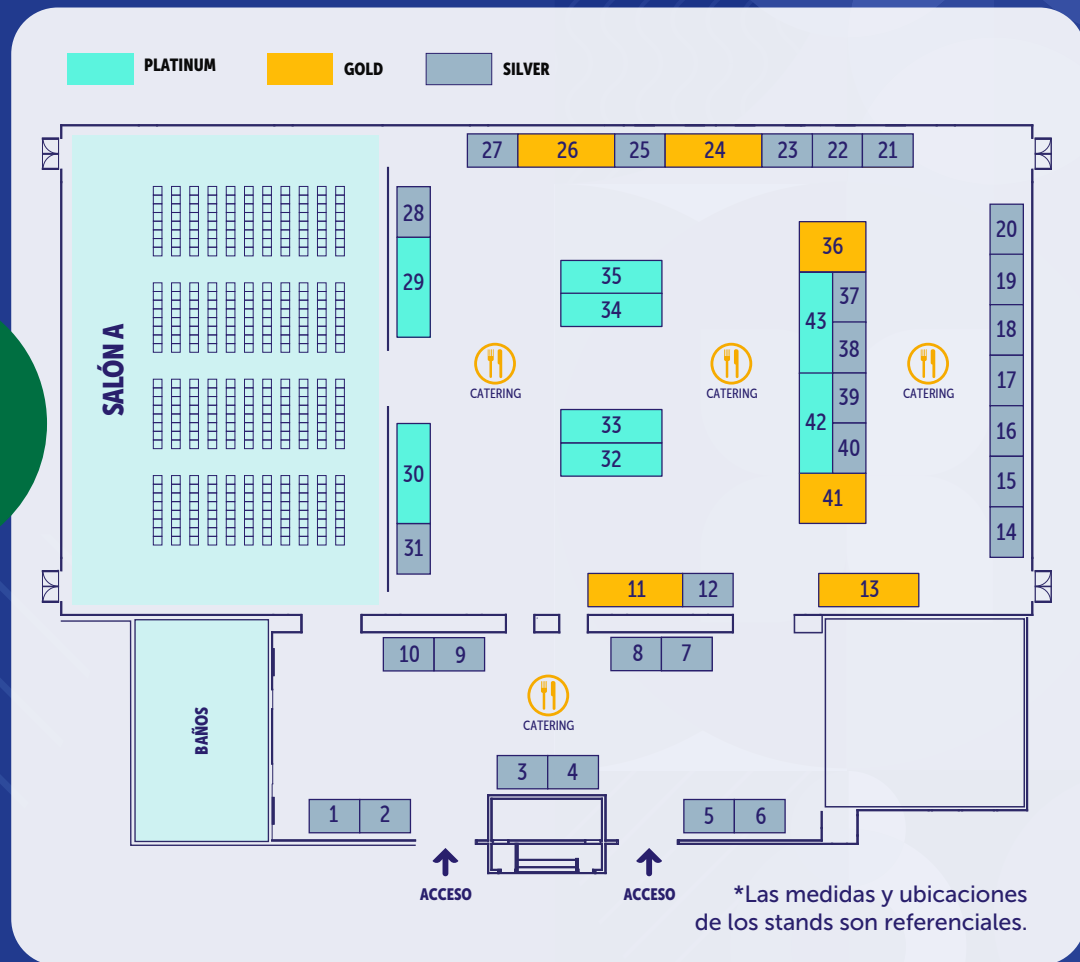 PLATINUM GOLD SILVER
27 26 25 24 23 22 21
28
29
SALÓN A
35
34
36
43 37
38
42 39
40
41
20
19
18
17
16
15
14
CATERING CATERING CATERING
33
32
30
31
11 12 13
10 9 8 7
CATERING
BAÑOS
3 4
1 2 5 6
ACCESO ACCESO
*Las medidas y ubicaciones
de los stands son referenciales.